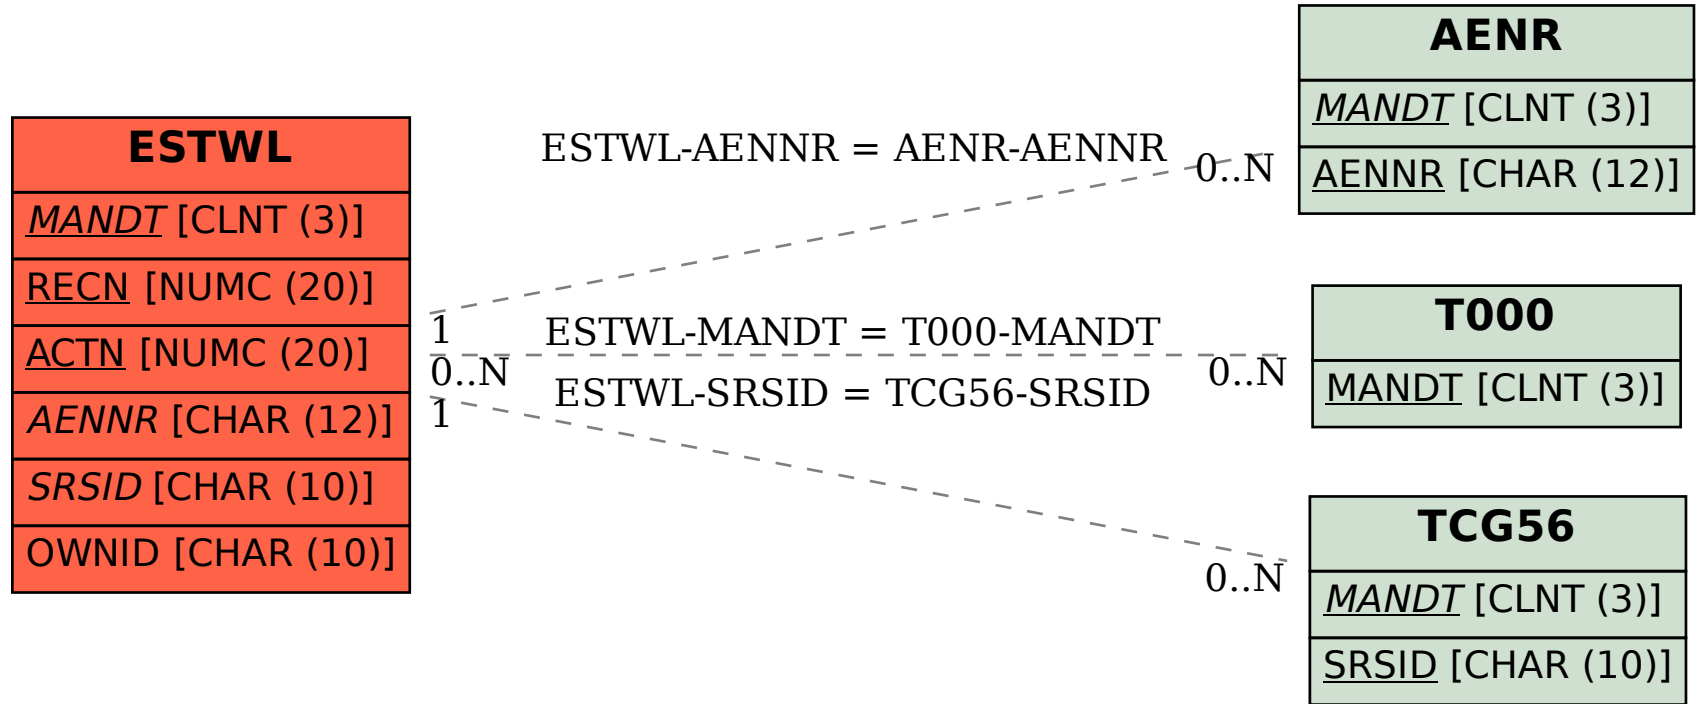 ESTWL
MANDT [CLNT (3)]
RECN [NUMC (20)]
ACTN [NUMC (20)]
AENNR [CHAR (12)]
SRSID [CHAR (10)]
OWNID [CHAR (10)]
ESTWL-AENNR = AENR-AENNR
0..N
1
ESTWL-MANDT = T000-MANDT
0..N
0..N
ESTWL-SRSID = TCG56-SRSID
1
0..N
AENR
MANDT [CLNT (3)]
AENNR [CHAR (12)]
T000
MANDT [CLNT (3)]
TCG56
MANDT [CLNT (3)]
SRSID [CHAR (10)]